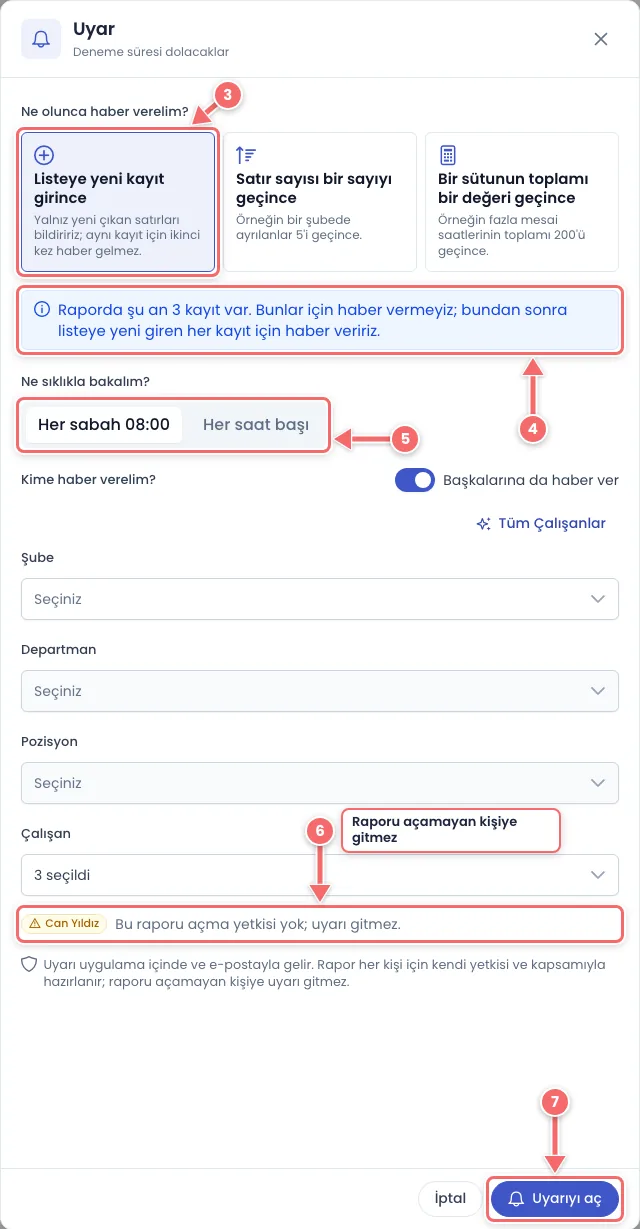 Uyar
Deneme süresi dolacaklar
Ne olunca haber verelim?
3
Listeye yeni kayıt
girince
Yalnız yeni çıkan satırları
bildiririz; aynı kayıt için ikinci
kez haber gelmez.
Satır sayısı bir sayıyı
geçince
Örneğin bir şubede
ayrılanlar 5'i geçince.
Bir sütunun toplamı
bir değeri geçince
Örneğin fazla mesai
saatlerinin toplamı 200'ü
geçince.
Raporda şu an 3 kayıt var. Bunlar için haber vermeyiz; bundan sonra
listeye yeni giren her kayıt için haber veririz.
4
Ne sıklıkla bakalım?
Her sabah 08:00
Her saat başı
5
Kime haber verelim?
Başkalarına da haber ver
Tüm Çalışanlar
Şube
Seçiniz
Departman
Seçiniz
Pozisyon
Seçiniz
Çalışan
6
Raporu açamayan kişiye
gitmez
3 seçildi
Can Yıldız
Bu raporu açma yetkisi yok; uyarı gitmez.
Uyarı uygulama içinde ve e-postayla gelir. Rapor her kişi için kendi yetkisi ve kapsamıyla
hazırlanır; raporu açamayan kişiye uyarı gitmez.
7
İptal
Uyarıyı aç